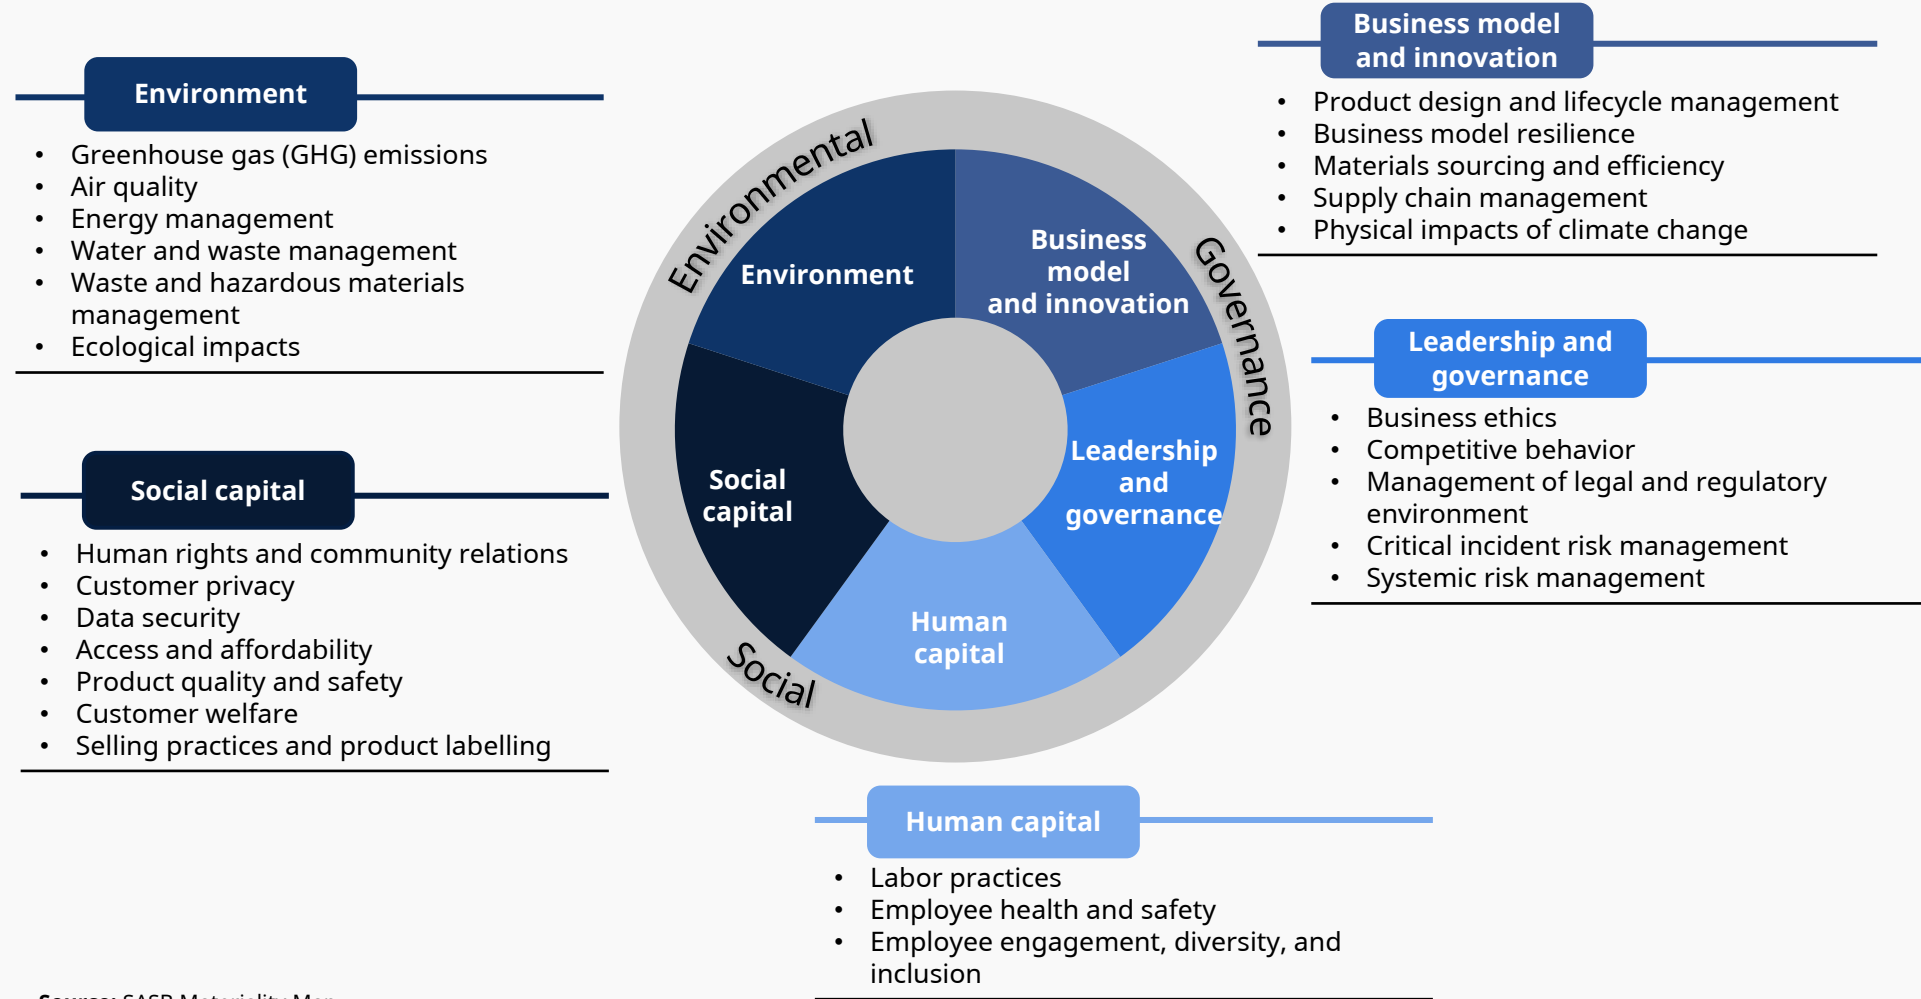 Environment
• Greenhouse gas (GHG) emissions
• Air quality
• Energy management
• Water and waste management
• Waste and hazardous materials
management
• Ecological impacts
Social capital
• Human rights and community relations
• Customer privacy
• Data security
• Access and affordability
• Product quality and safety
• Customer welfare
• Selling practices and product labelling
Environmental
Governance
Social
Environment
Business
model
and innovation
Social
capital
Leadership
and
governance
Human
capital
Business model
and innovation
• Product design and lifecycle management
• Business model resilience
• Materials sourcing and efficiency
• Supply chain management
• Physical impacts of climate change
Leadership and
governance
• Business ethics
• Competitive behavior
• Management of legal and regulatory
environment
• Critical incident risk management
• Systemic risk management
Human capital
• Labor practices
• Employee health and safety
• Employee engagement, diversity, and
inclusion
Source: SASB Materiality Map